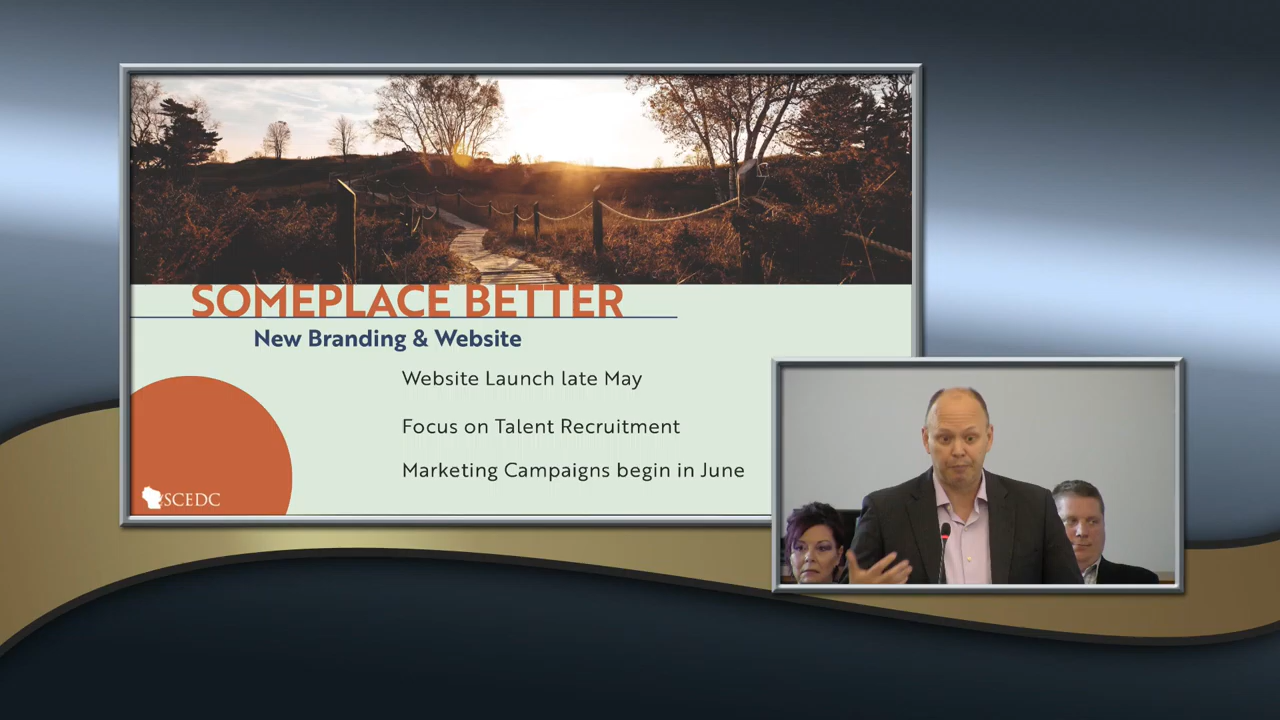 SOMEPLACE BETTER
New Branding & Website
Website Launch late May
Focus on Talent Recruitment
Marketing Campaigns begin in June
SCEDC